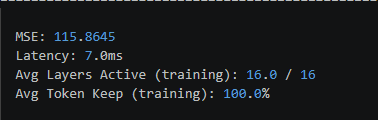 MSE: 115.8645
Latency: 7.0ms
Avg Layers Active (training): 16.0 / 16
Avg Token Keep (training): 100.0%